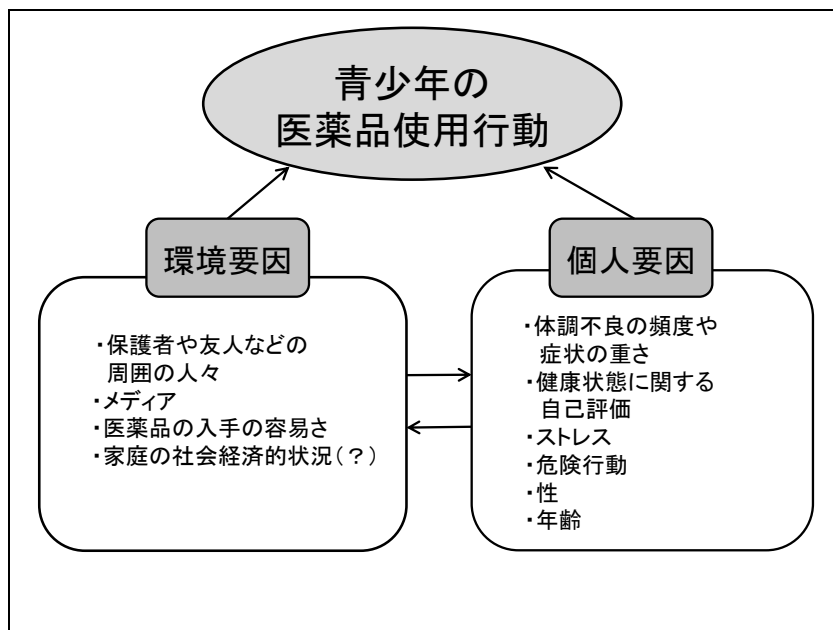 青少年の
医薬品使用行動
環境要因
・保護者や友人などの
周囲の人々
・メディア
・医薬品の入手の容易さ
・家庭の社会経済的状況(?)
個人要因
・体調不良の頻度や
症状の重さ
・健康状態に関する
自己評価
・ストレス
・危険行動
・性
・年齢